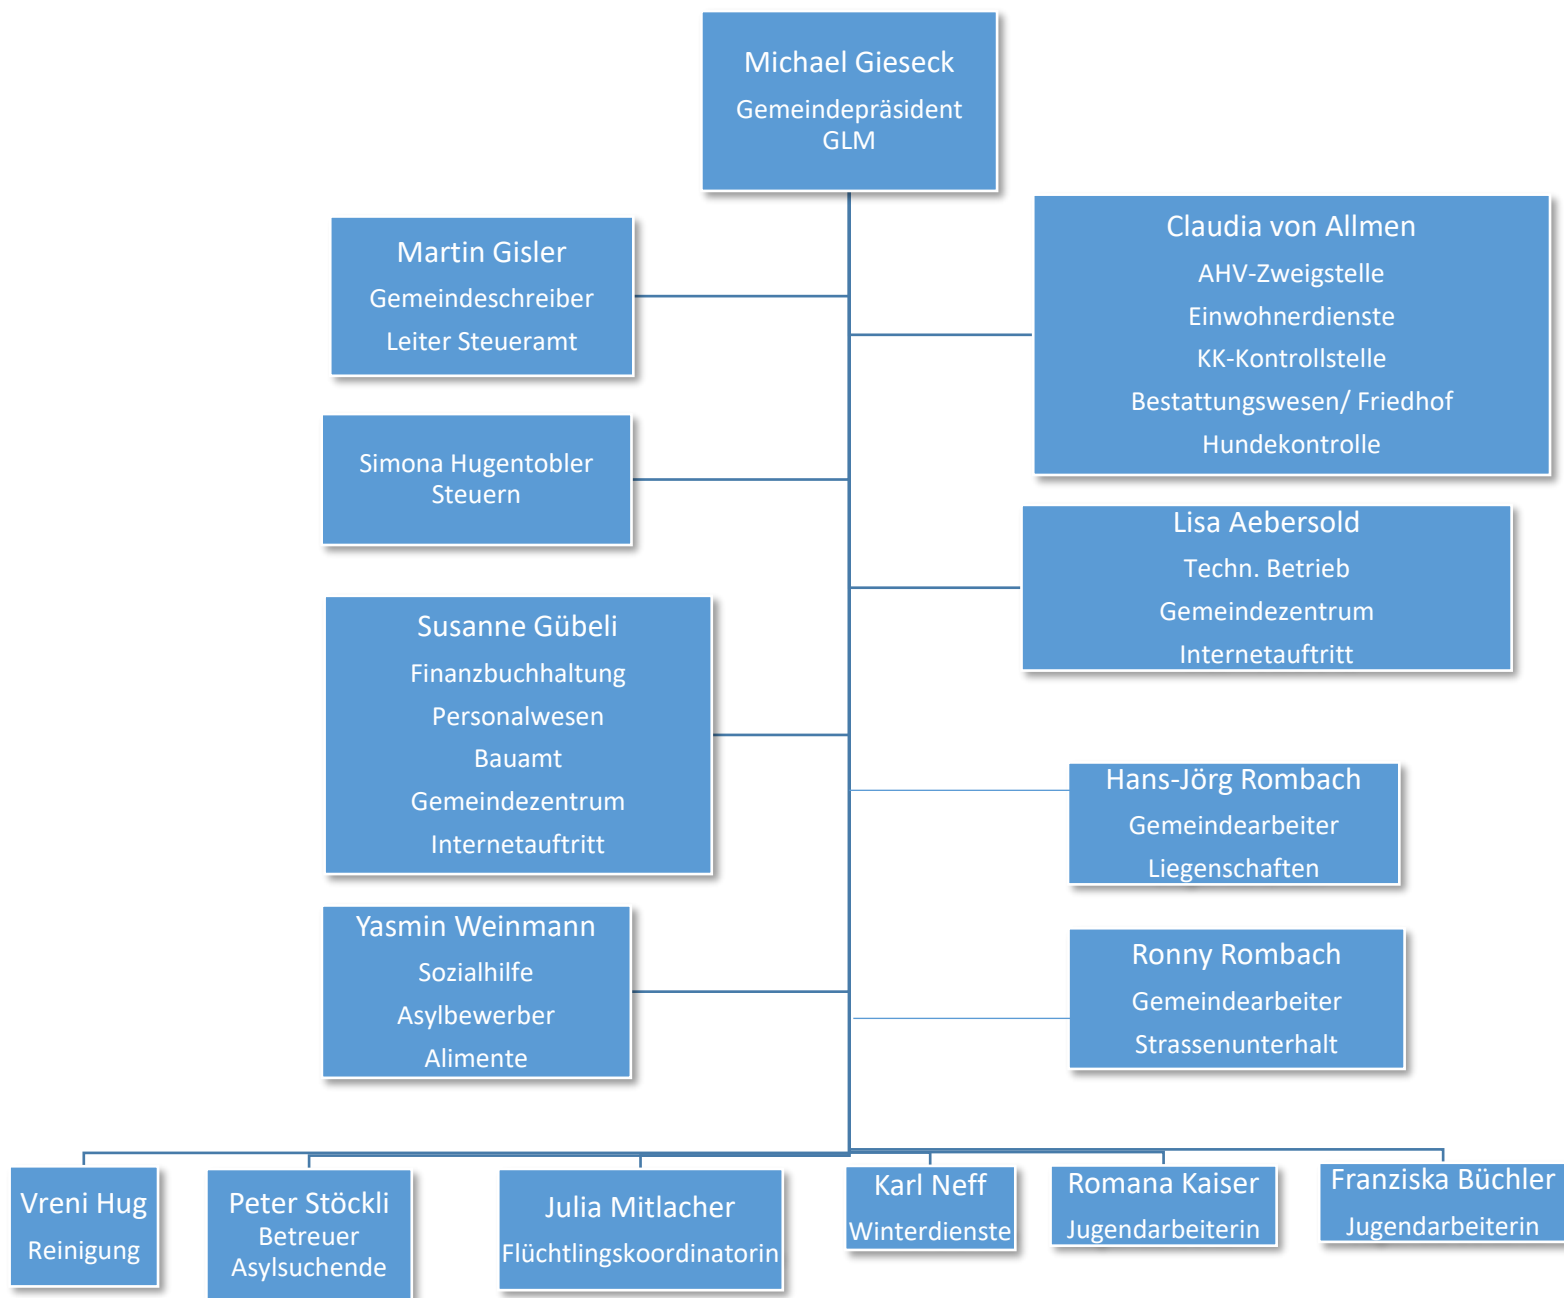 Michael Gieseck
Gemeindepräsident
GLM
Martin Gisler
Gemeindeschreiber
Leiter Steueramt
Claudia von Allmen
AHV-Zweigstelle
Einwohnerdienste
KK-Kontrollstelle
Bestattungswesen/ Friedhof
Hundekontrolle
Simona Hugentobler
Steuern
Lisa Aebersold
Techn. Betrieb
Gemeindezentrum
Internetauftritt
Susanne Gübeli
Finanzbuchhaltung
Personalwesen
Bauamt
Gemeindezentrum
Internetauftritt
Hans-Jörg Rombach
Gemeindearbeiter
Liegenschaften
Yasmin Weinmann
Sozialhilfe
Asylbewerber
Alimente
Ronny Rombach
Gemeindearbeiter
Strassenunterhalt
Vreni Hug
Reinigung
Peter Stöckli
Betreuer
Asylsuchende
Julia Mitlacher
Flüchtlingskoordinatorin
Karl Neff
Winterdienste
Romana Kaiser
Jugendarbeiterin
Franziska Büchler
Jugendarbeiterin